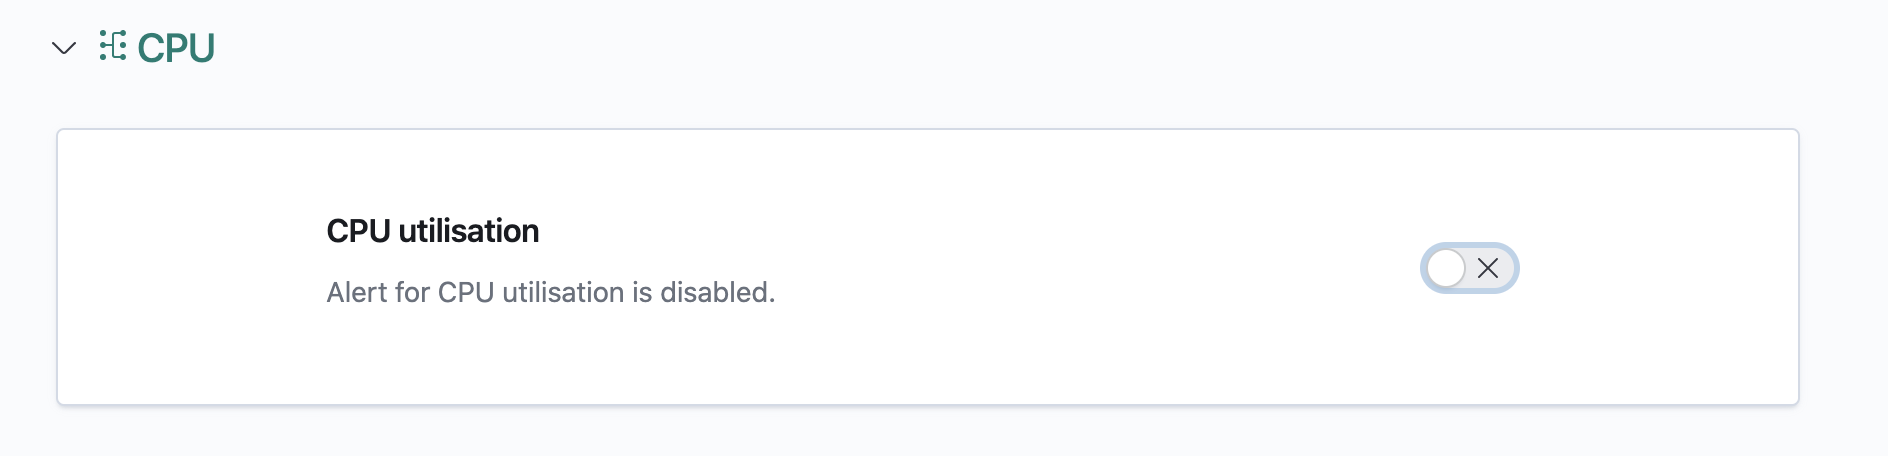 CPU
CPU utilisation
Alert for CPU utilisation is disabled.